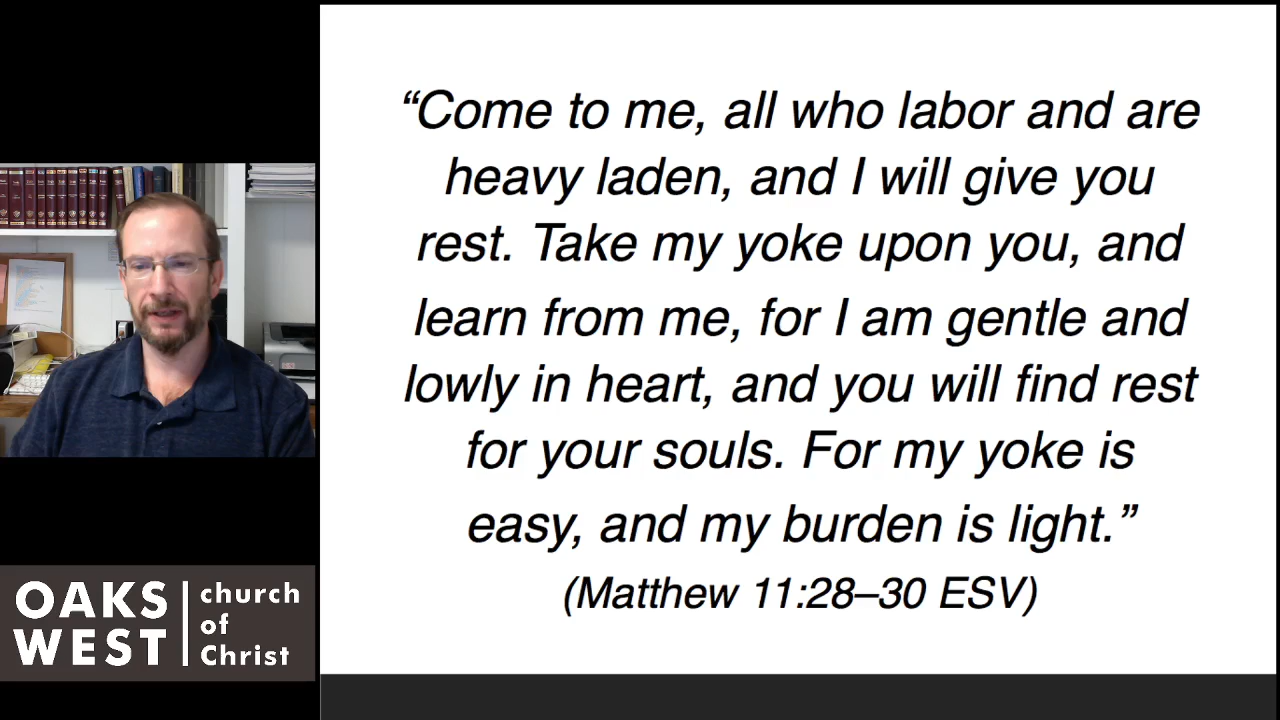 “Come to me, all who labor and are
heavy laden, and I will give you
rest. Take my yoke upon you, and
learn from me, for I am gentle and
lowly in heart, and you will find rest
for your souls. For my yoke is
easy, and my burden is light.”
(Matthew 11:28–30 ESV)
OAKS
WEST
church
of
Christ